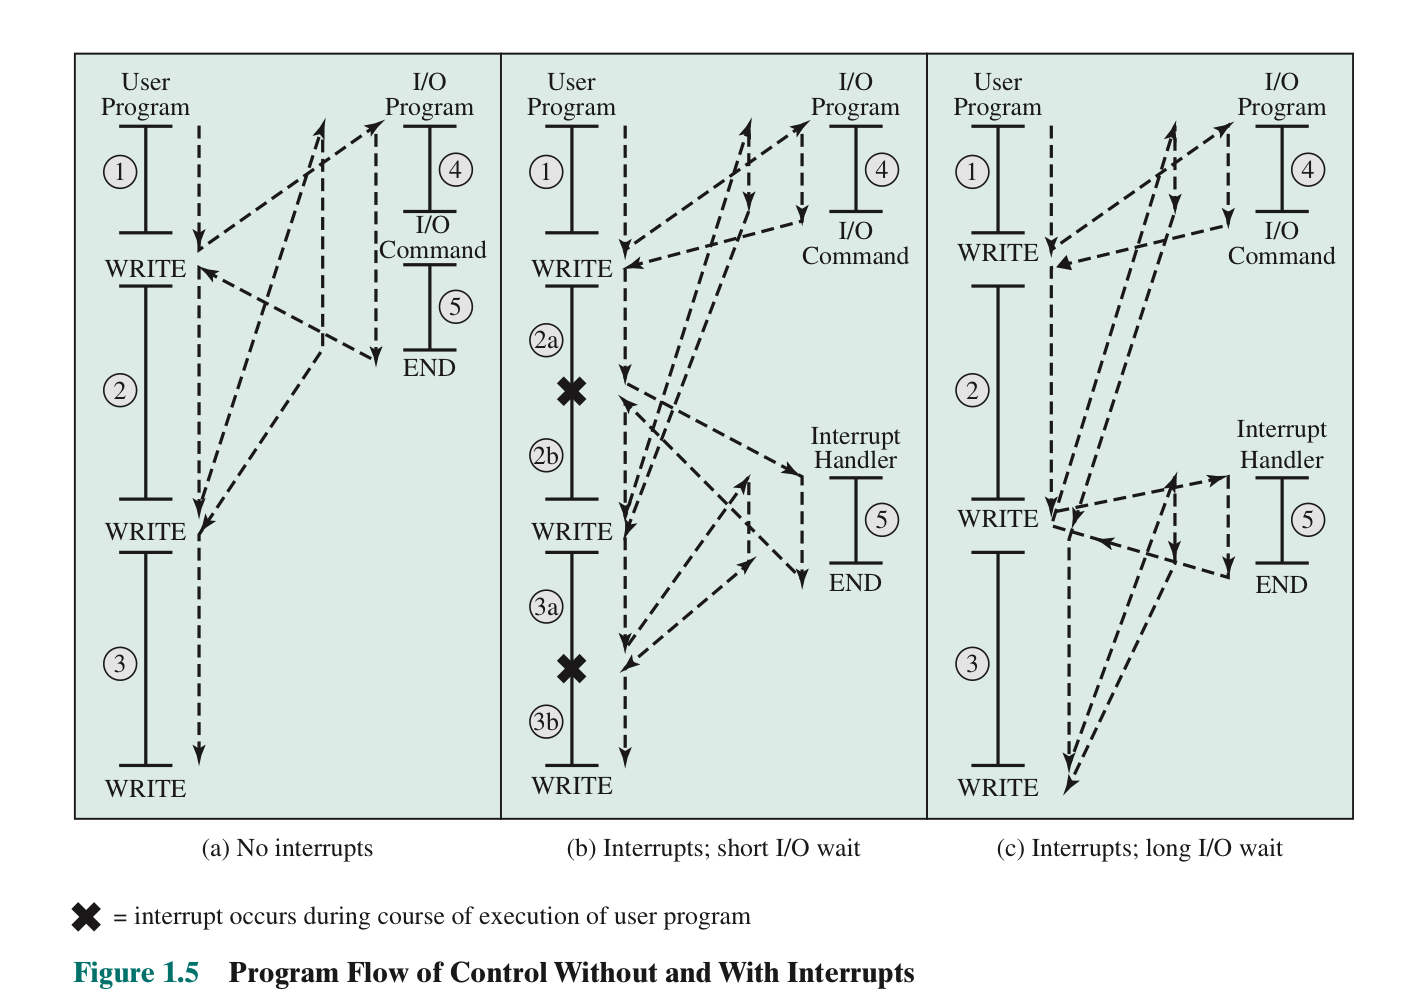 User
Program
I/O
Program
1
4
I/O
Command
WRITE
5
END
2
WRITE
3
WRITE
User
Program
I/O
Program
1
4
I/O
Command
WRITE
2a
2b
Interrupt
Handler
5
END
WRITE
3a
3b
WRITE
User
Program
I/O
Program
1
4
I/O
Command
WRITE
2
Interrupt
Handler
5
END
WRITE
3
WRITE
(a) No interrupts
(b) Interrupts; short I/O wait
(c) Interrupts; long I/O wait
= interrupt occurs during course of execution of user program
Figure 1.5 Program Flow of Control Without and With Interrupts